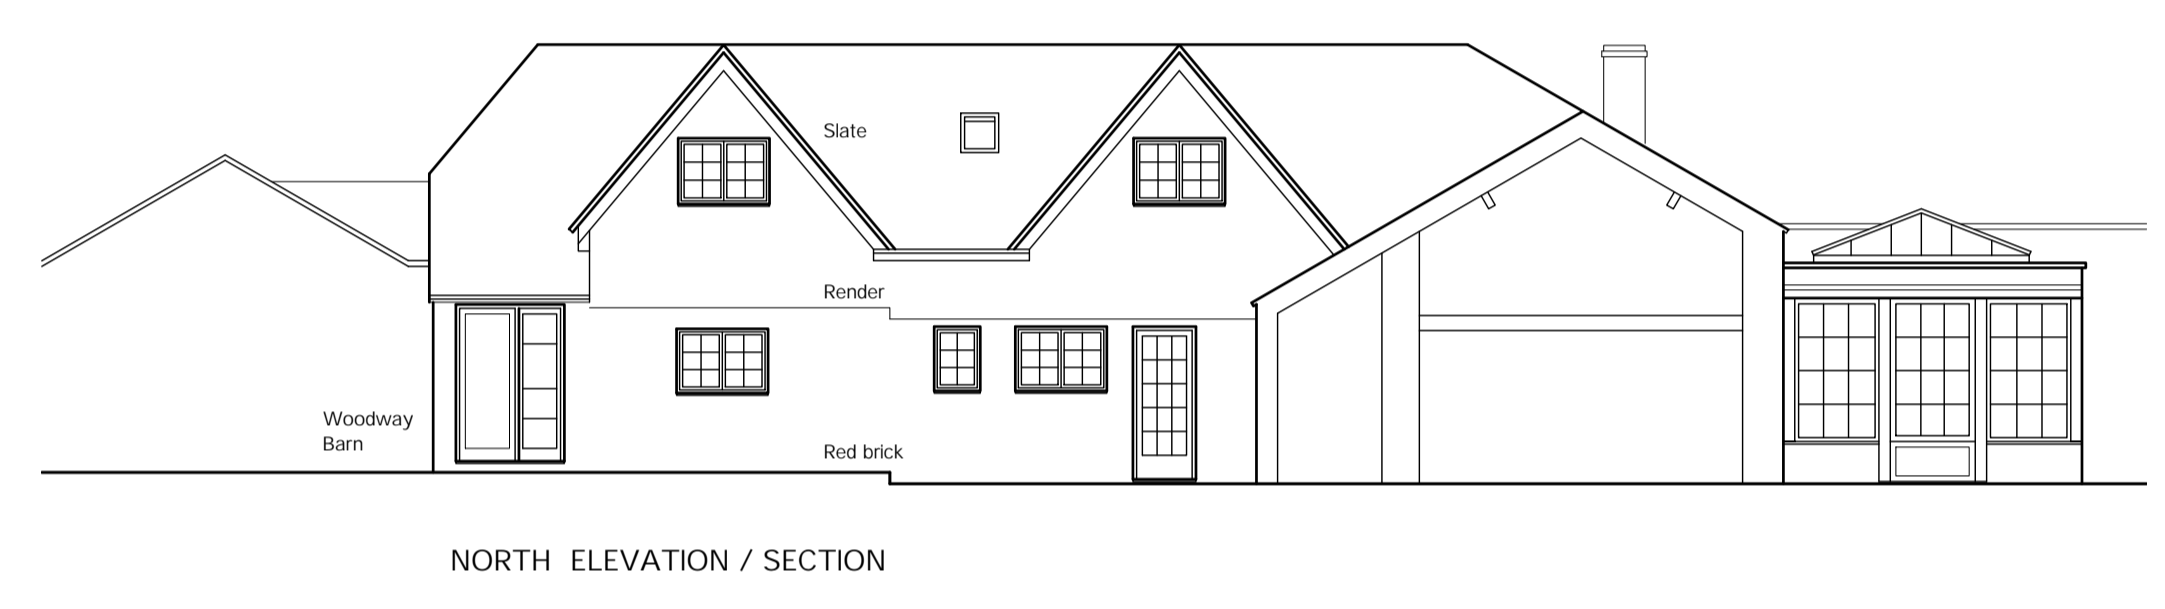 Slate
Render
Woodway
Barn
Red brick
NORTH ELEVATION / SECTION